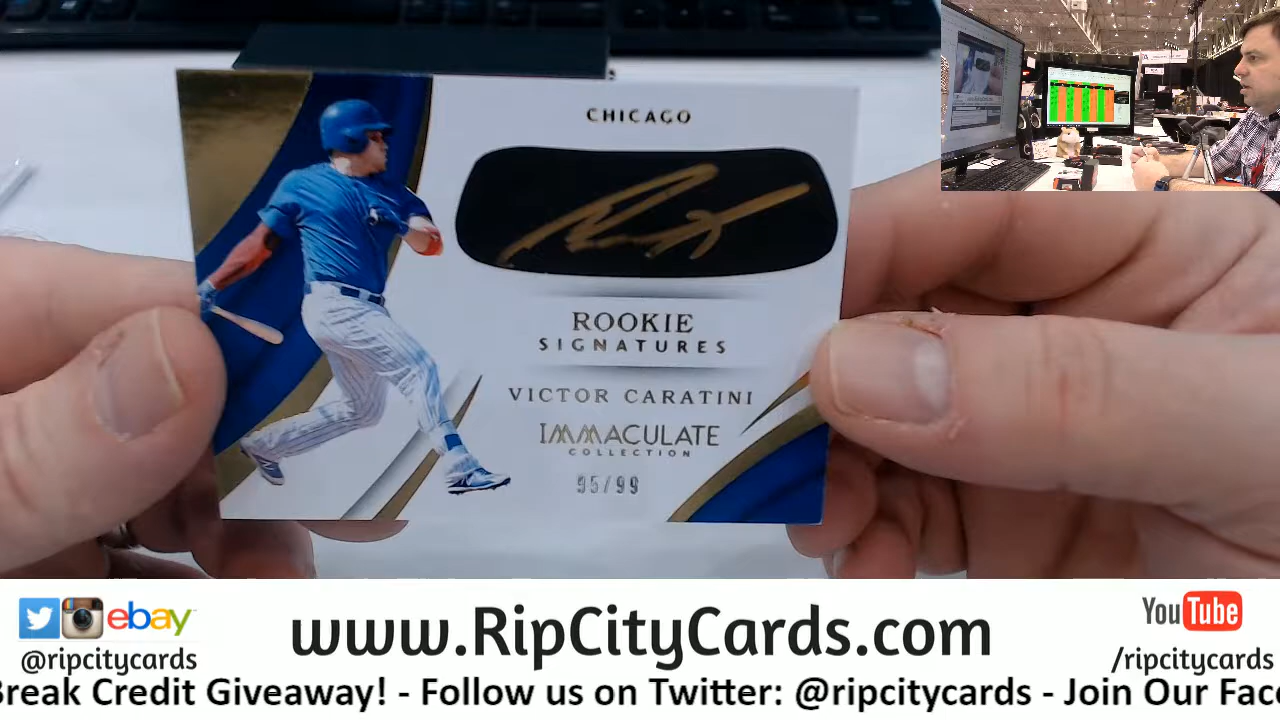 CHICAGO
ROOKIE
SIGNATURES
VICTOR CARATINI
IMMACULATE
COLLECTION
95/99
ebay
@ripcitycards
www.RipCityCards.com
YouTube
/ripcitycards
Break Credit Giveaway! - Follow us on Twitter: @ripcitycards - Join Our Face